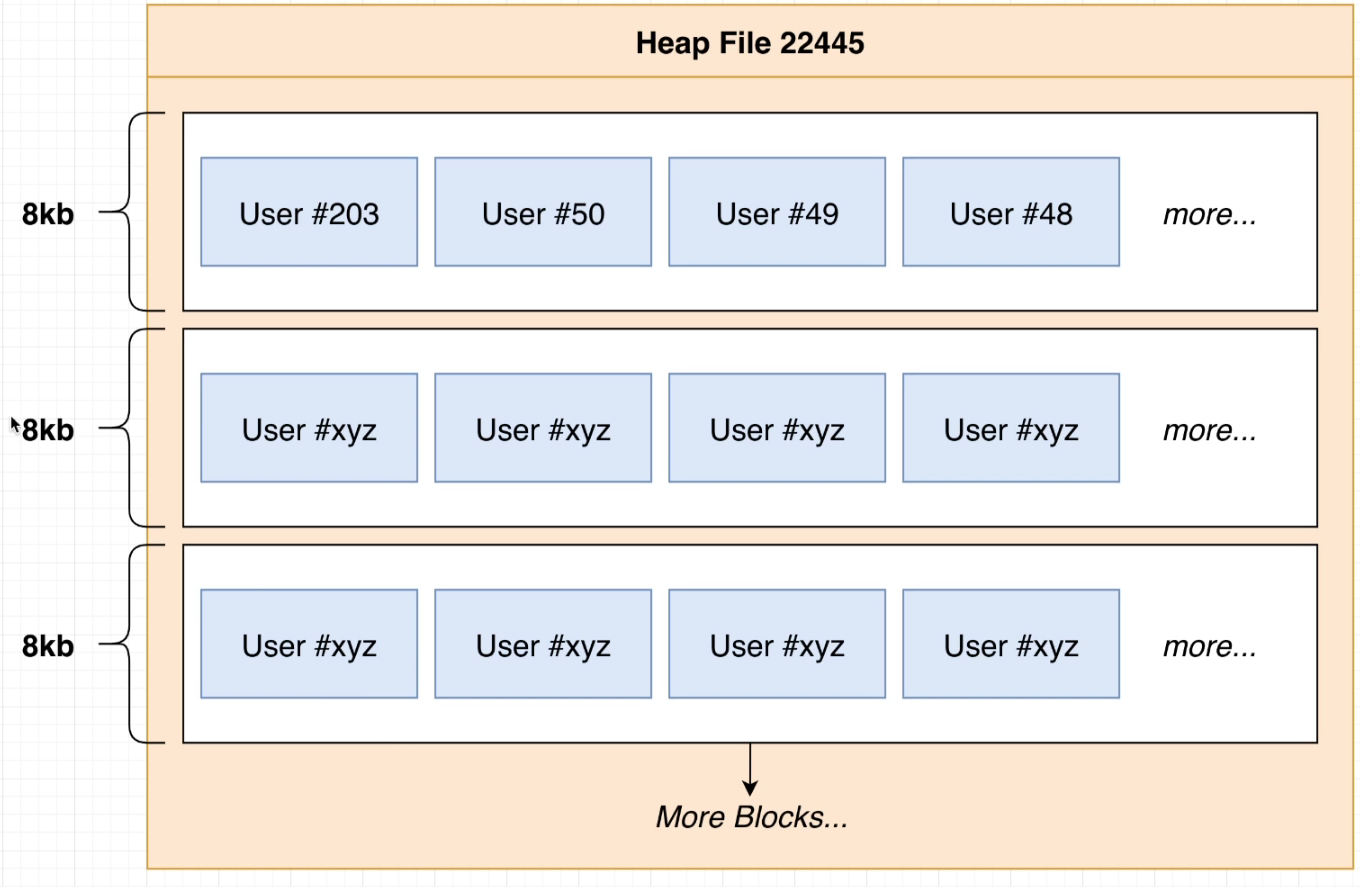 Heap File 22445
8kb
User #203 User #50 User #49 User #48 more...
8kb
User #xyz User #xyz User #xyz User #xyz more...
8kb
User #xyz User #xyz User #xyz User #xyz more...
More Blocks...